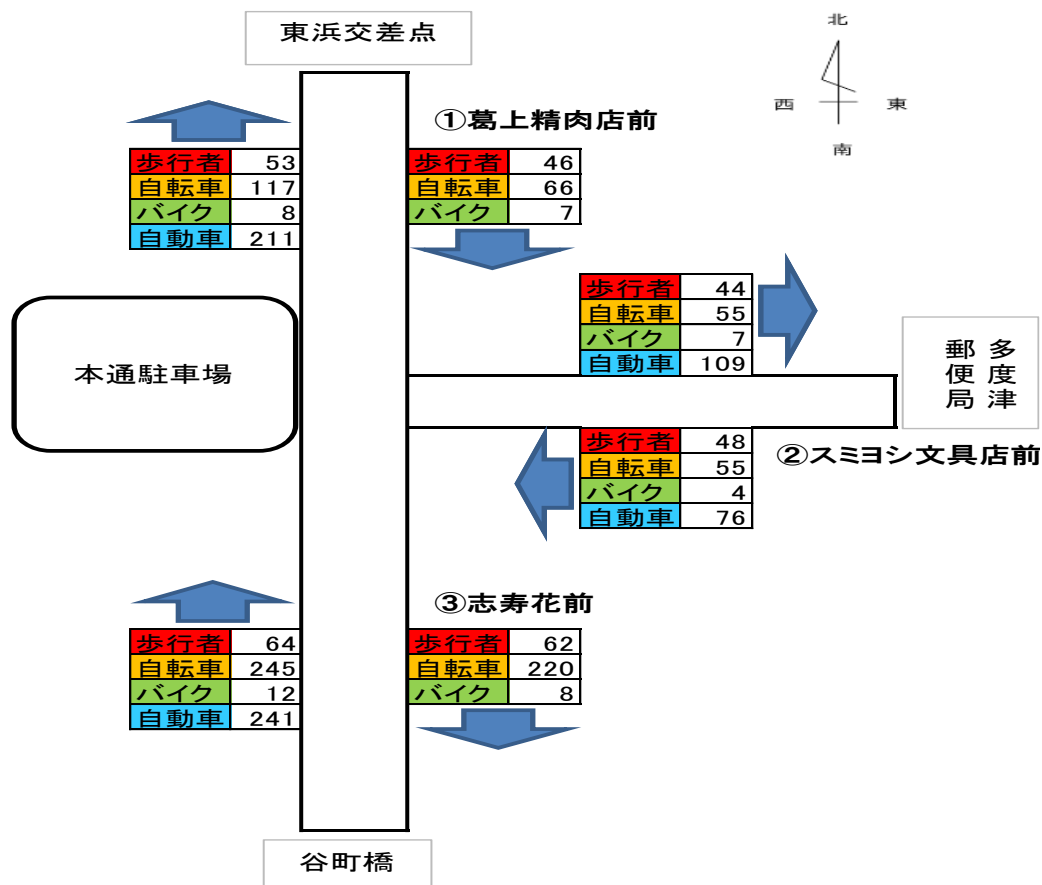 東浜交差点
北
西 東
南
①葛上精肉店前
歩行者 53
自転車 117
バイク 8
自動車 211
歩行者 46
自転車 66
バイク 7
歩行者 44
自転車 55
バイク 7
自動車 109
本通駐車場
多度津
郵便局
歩行者 48
自転車 55
バイク 4
自動車 76
②スミヨシ文具店前
③志寿花前
歩行者 64
自転車 245
バイク 12
自動車 241
歩行者 62
自転車 220
バイク 8
谷町橋